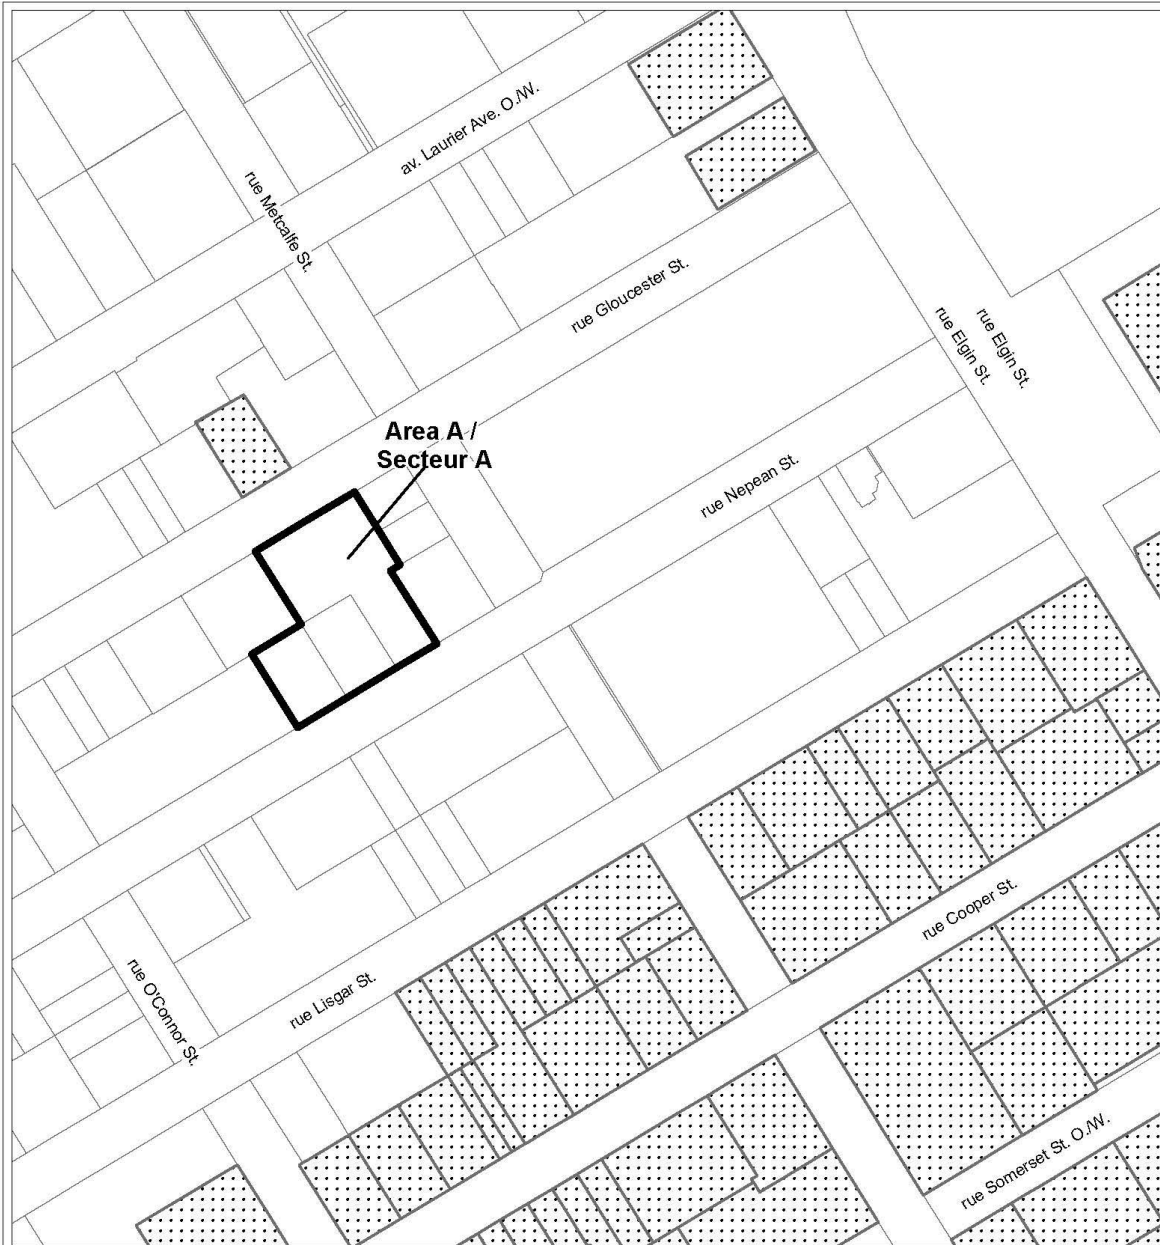 av. Laurier Ave. O./W.
rue Metcalfe St.
rue Gloucester St.
rue Elgin St.
rue Elgin St.
Area A /
Secteur A
rue Nepean St.
rue Cooper St.
rue O'Connor St.
rue Lisgar St.
rue Somerset St. O./W.